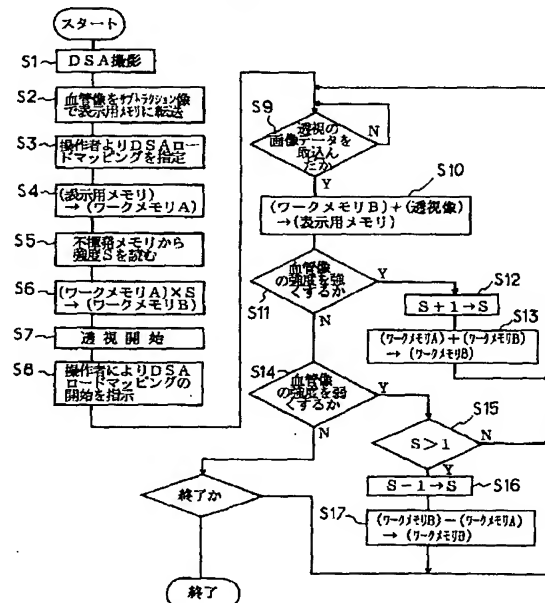 スタート
S1
DSA撮影
S2
血管像をサブトラクション像
で表示用メモリに転送
S3
操作者よりDSAロー
ドマッピングを指定
S4
(表示用メモリ)
→(ワークメモリA)
S5
不揮発メモリから
強度Sを読む
S6
(ワークメモリA)×S
→(ワークメモリB)
S7
透視開始
S8
操作者によりDSA
ロードマッピングの
開始を指示
S9
透視の
画像データを
取込ん
だか
N
Y
S10
(ワークメモリB)+(透視像)
→(表示用メモリ)
S11
血管像
の強度を強
くするか
Y
N
S12
S+1→S
S13
(ワークメモリA)+(ワークメモリB)
→(ワークメモリB)
S14
血管像
の強度を弱
くするか
Y
N
S15
S>1
N
Y
S16
S-1→S
S17
(ワークメモリB)-(ワークメモリA)
→(ワークメモリB)
終了か
終了